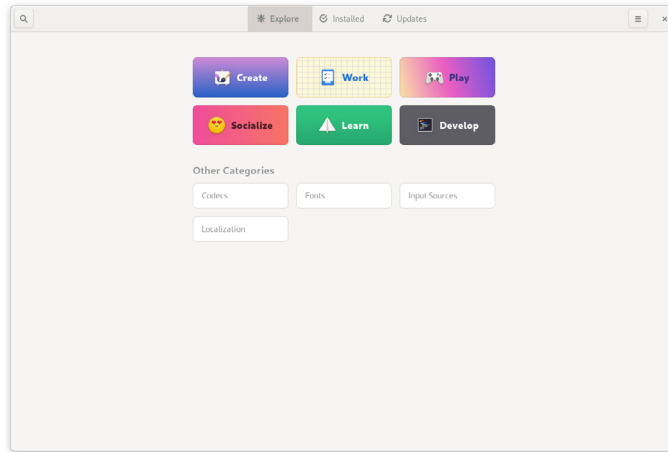 Explore Installed Updates
Create Work Play
Socialize Learn Develop
Other Categories
Codecs Fonts Input Sources
Localization